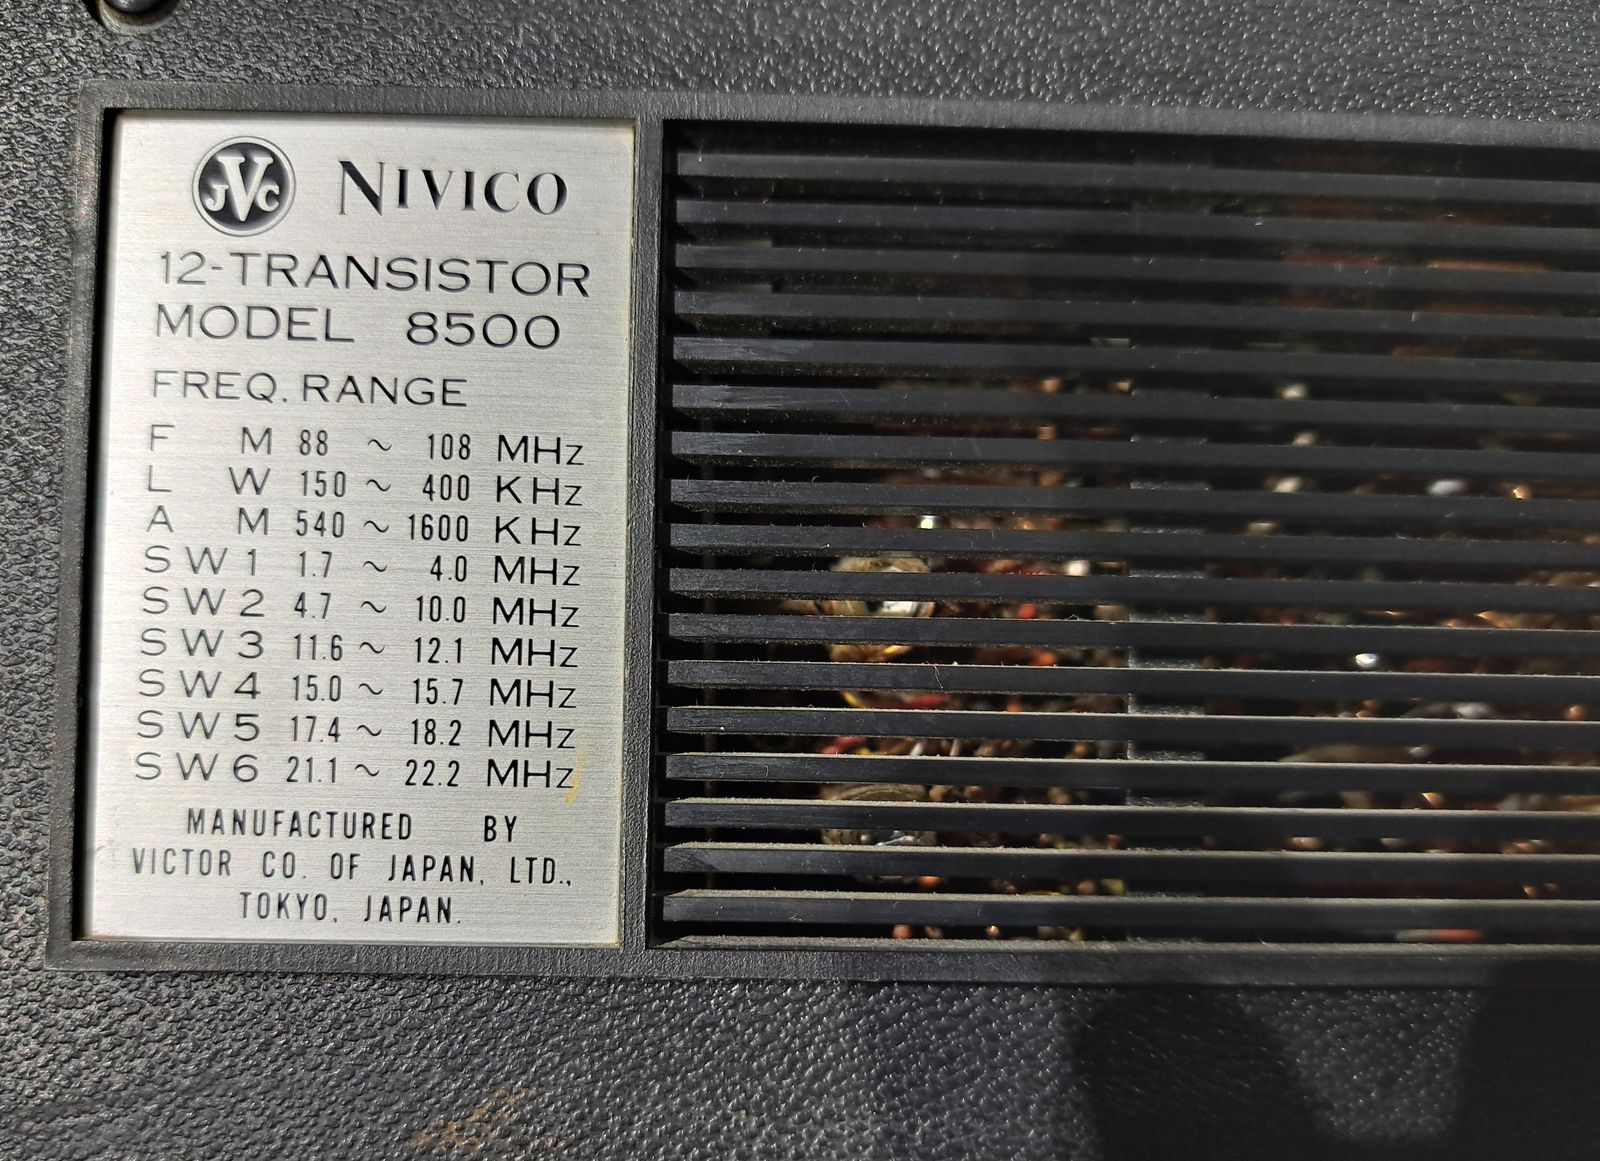 JVC NIVICO
12-TRANSISTOR
MODEL 8500
FREQ. RANGE
F M 88 ~ 108 MHz
L W 150 ~ 400 KHz
A M 540 ~ 1600 KHz
SW1 1.7 ~ 4.0 MHz
SW2 4.7 ~ 10.0 MHz
SW3 11.6 ~ 12.1 MHz
SW4 15.0 ~ 15.7 MHz
SW5 17.4 ~ 18.2 MHz
SW6 21.1 ~ 22.2 MHz
MANUFACTURED BY
VICTOR CO. OF JAPAN, LTD.,
TOKYO, JAPAN.